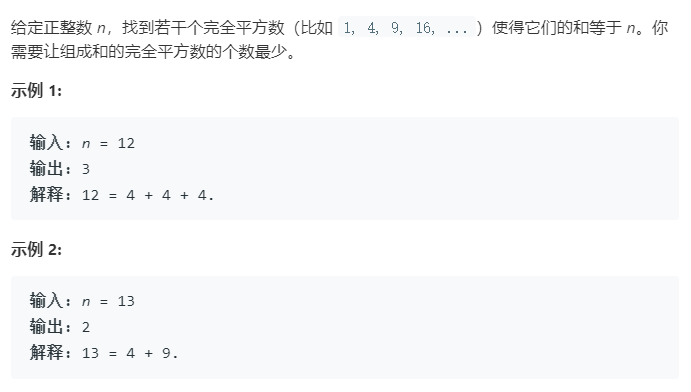 给定正整数 n，找到若干个完全平方数（比如 1, 4, 9, 16, ... ）使得它们的和等于 n。你
需要让组成和的完全平方数的个数最少。
示例 1:
输入：n = 12
输出：3
解释：12 = 4 + 4 + 4.
示例 2:
输入：n = 13
输出：2
解释：13 = 4 + 9.